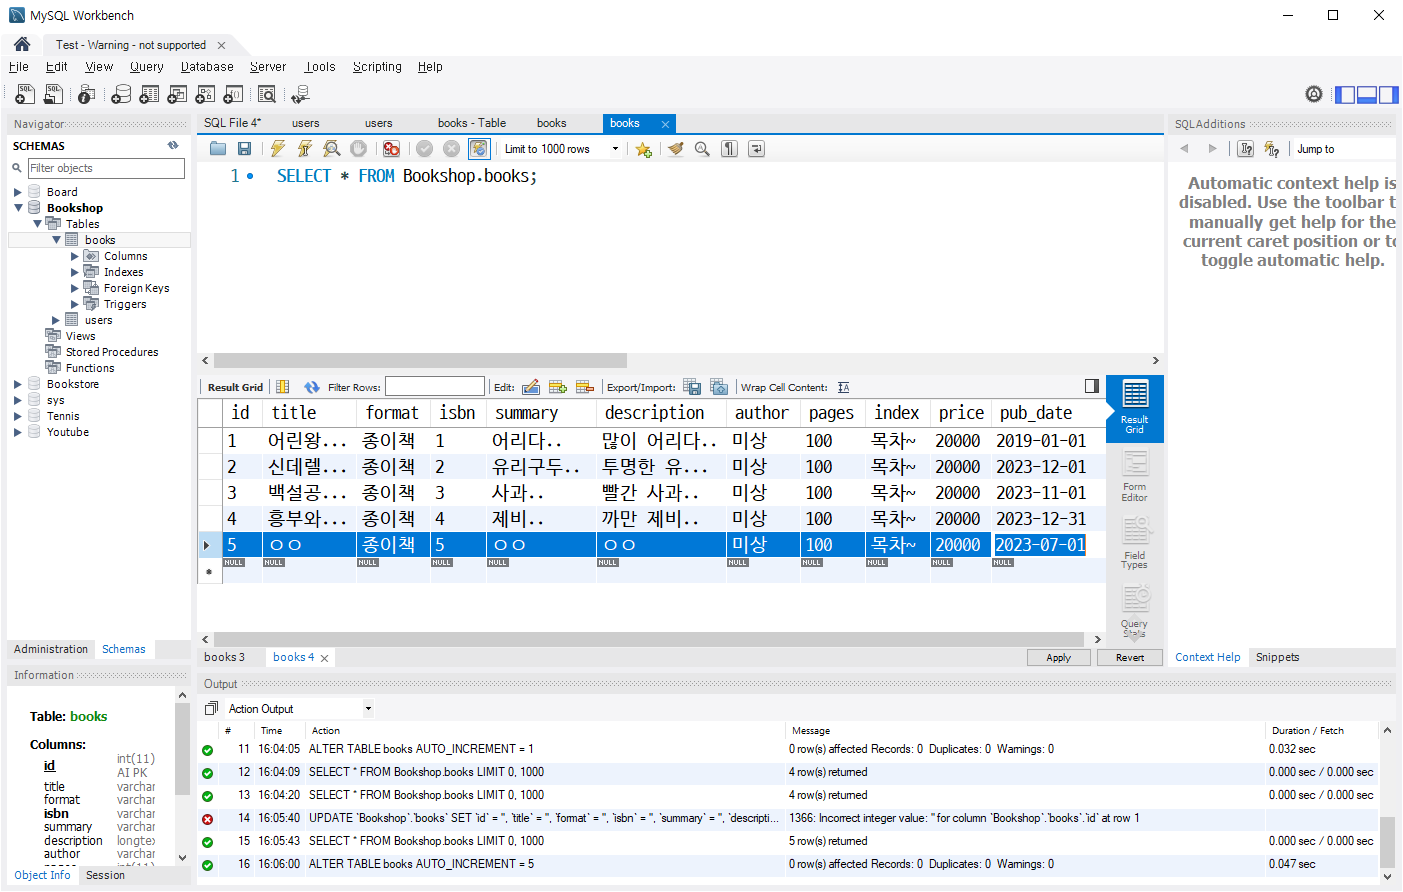 MySQL Workbench
Test - Warning - not supported
File Edit View Query Database Server Tools Scripting Help
Navigator
SCHEMAS
Filter objects
Board
Bookshop
Tables
books
Columns
Indexes
Foreign Keys
Triggers
users
Views
Stored Procedures
Functions
Bookstore
sys
Tennis
Youtube
Administration Schemas
Information
Table: books
Columns:
id int(11) AI PK
title varchar
format varchar
isbn varchar
summary varchar
description longtex
author varchar
Object Info Session
SQL File 4* users users books - Table books books
Limit to 1000 rows
1 SELECT * FROM Bookshop.books;
Result Grid Filter Rows: Edit: Export/Import: Wrap Cell Content:
id title format isbn summary description author pages index price pub_date
1 어린왕... 종이책 1 어리다.. 많이 어리다.. 미상 100 목차~ 20000 2019-01-01
2 신데렐... 종이책 2 유리구두.. 투명한 유... 미상 100 목차~ 20000 2023-12-01
3 백설공... 종이책 3 사과.. 빨간 사과.. 미상 100 목차~ 20000 2023-11-01
4 흥부와... 종이책 4 제비.. 까만 제비.. 미상 100 목차~ 20000 2023-12-31
5 ㅇㅇ 종이책 5 ㅇㅇ ㅇㅇ 미상 100 목차~ 20000 2023-07-01
NULL NULL NULL NULL NULL NULL NULL NULL NULL NULL NULL
Result Grid
Form Editor
Field Types
Query Stats
books 3 books 4
Apply Revert
SQLAdditions
Jump to
Automatic context help is
disabled. Use the toolbar t
manually get help for the
current caret position or to
toggle automatic help.
Context Help Snippets
Output
Action Output
# Time Action Message Duration / Fetch
11 16:04:05 ALTER TABLE books AUTO_INCREMENT = 1 0 row(s) affected Records: 0 Duplicates: 0 Warnings: 0 0.032 sec
12 16:04:09 SELECT * FROM Bookshop.books LIMIT 0, 1000 4 row(s) returned 0.000 sec / 0.000 sec
13 16:04:20 SELECT * FROM Bookshop.books LIMIT 0, 1000 4 row(s) returned 0.000 sec / 0.000 sec
14 16:05:40 UPDATE `Bookshop`.`books` SET `id` = '', `title` = '', `format` = '', `isbn` = '', `summary` = '', `descripti... 1366: Incorrect integer value: '' for column `Bookshop`.`books`.`id` at row 1
15 16:05:43 SELECT * FROM Bookshop.books LIMIT 0, 1000 5 row(s) returned 0.000 sec / 0.000 sec
16 16:06:00 ALTER TABLE books AUTO_INCREMENT = 5 0 row(s) affected Records: 0 Duplicates: 0 Warnings: 0 0.047 sec